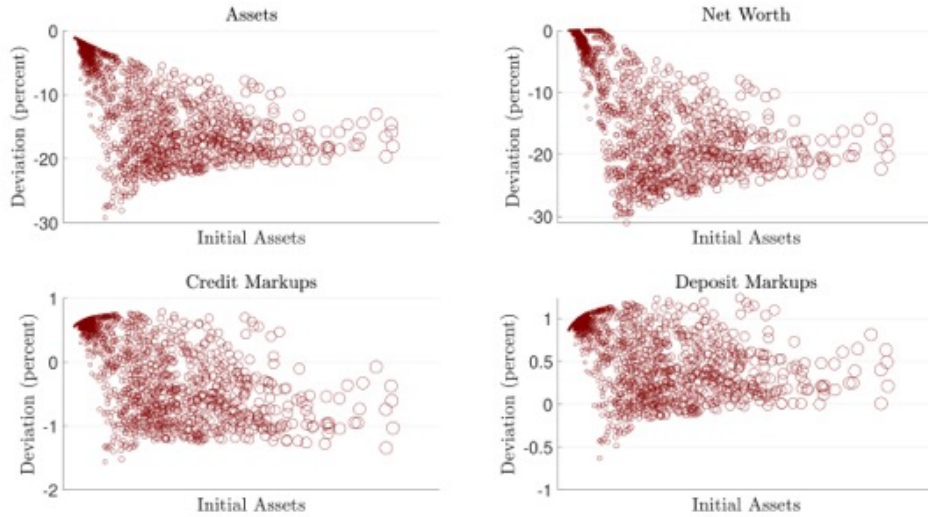 Assets
Net Worth
Deviation (percent)
0
-10
-20
-30
Initial Assets
Deviation (percent)
0
-10
-20
-30
Initial Assets
Credit Markups
Deposit Markups
Deviation (percent)
1
0
-1
-2
Initial Assets
Deviation (percent)
1
0.5
0
-0.5
-1
Initial Assets